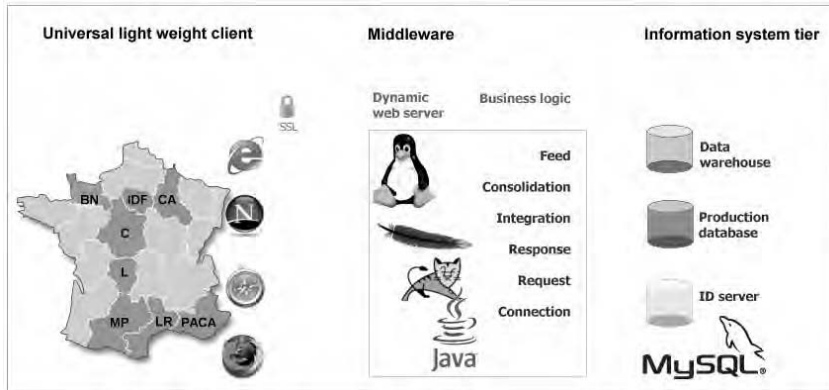 Universal light weight client
Middleware
Information system tier
SSL
Dynamic
web server
Business logic
BN
IDF
CA
C
L
MP
LR
PACA
e
N
Feed
Consolidation
Integration
Response
Request
Connection
Java
Data
warehouse
Production
database
ID server
MySQL®